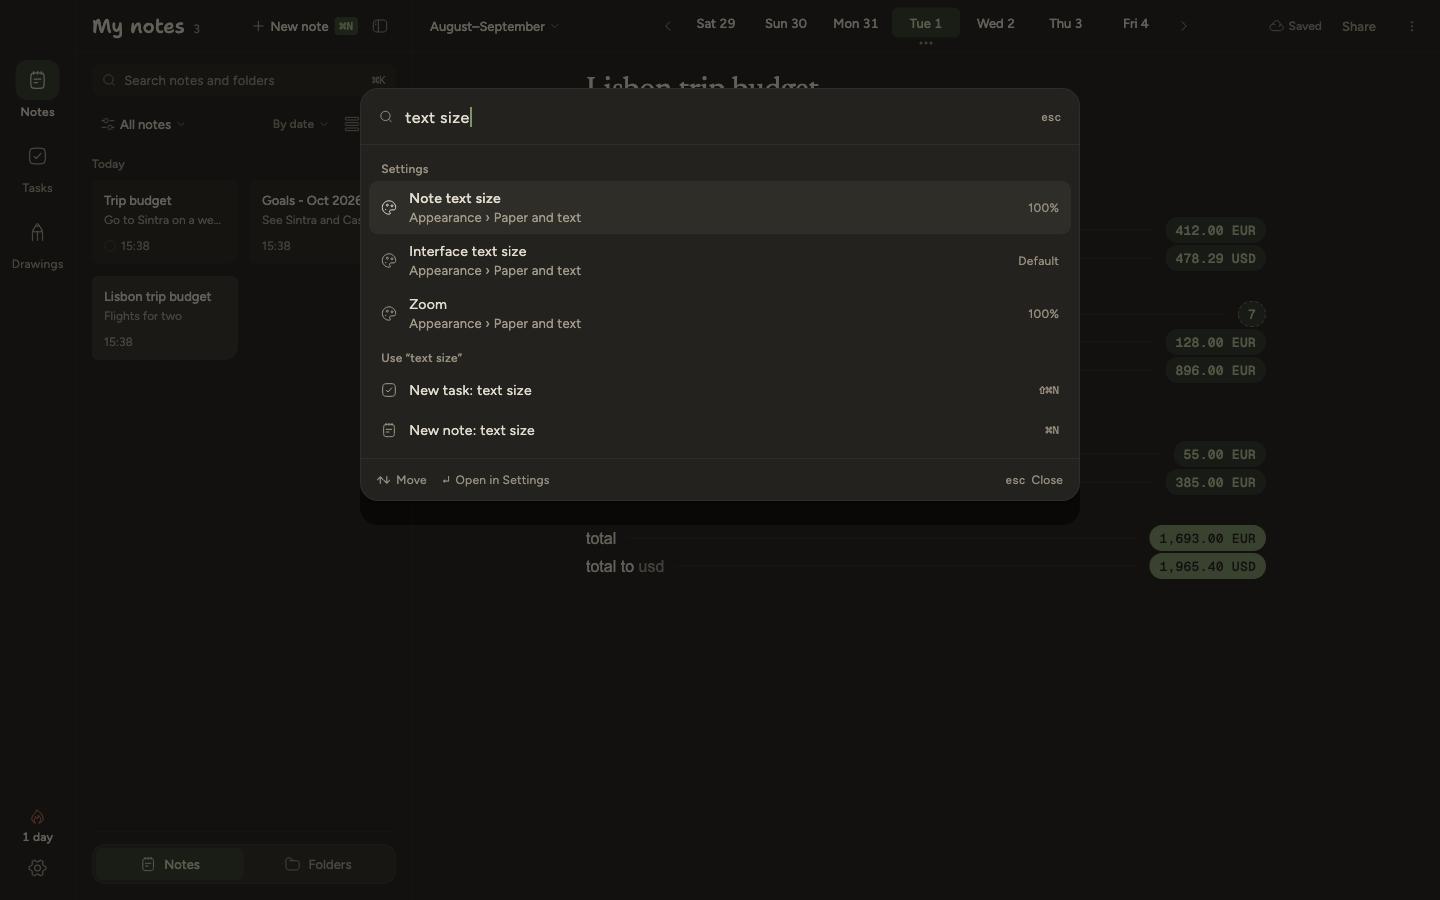 My notes 3
New note ⌘N
August–September
Sat 29
Sun 30
Mon 31
Tue 1
Wed 2
Thu 3
Fri 4
Saved
Share
Search notes and folders ⌘K
All notes
By date
Notes
Tasks
Drawings
Today
Trip budget
Go to Sintra on a we...
15:38
Goals - Oct 2026
See Sintra and Cas
15:38
Lisbon trip budget
Flights for two
15:38
Lisbon trip budget
text size
esc
Settings
Note text size
Appearance › Paper and text
100%
Interface text size
Appearance › Paper and text
Default
Zoom
Appearance › Paper and text
100%
Use “text size”
New task: text size
⇧⌘N
New note: text size
⌘N
Move
↵ Open in Settings
esc Close
412.00 EUR
478.29 USD
7
128.00 EUR
896.00 EUR
55.00 EUR
385.00 EUR
total 1,693.00 EUR
total to usd 1,965.40 USD
1 day
Notes
Folders